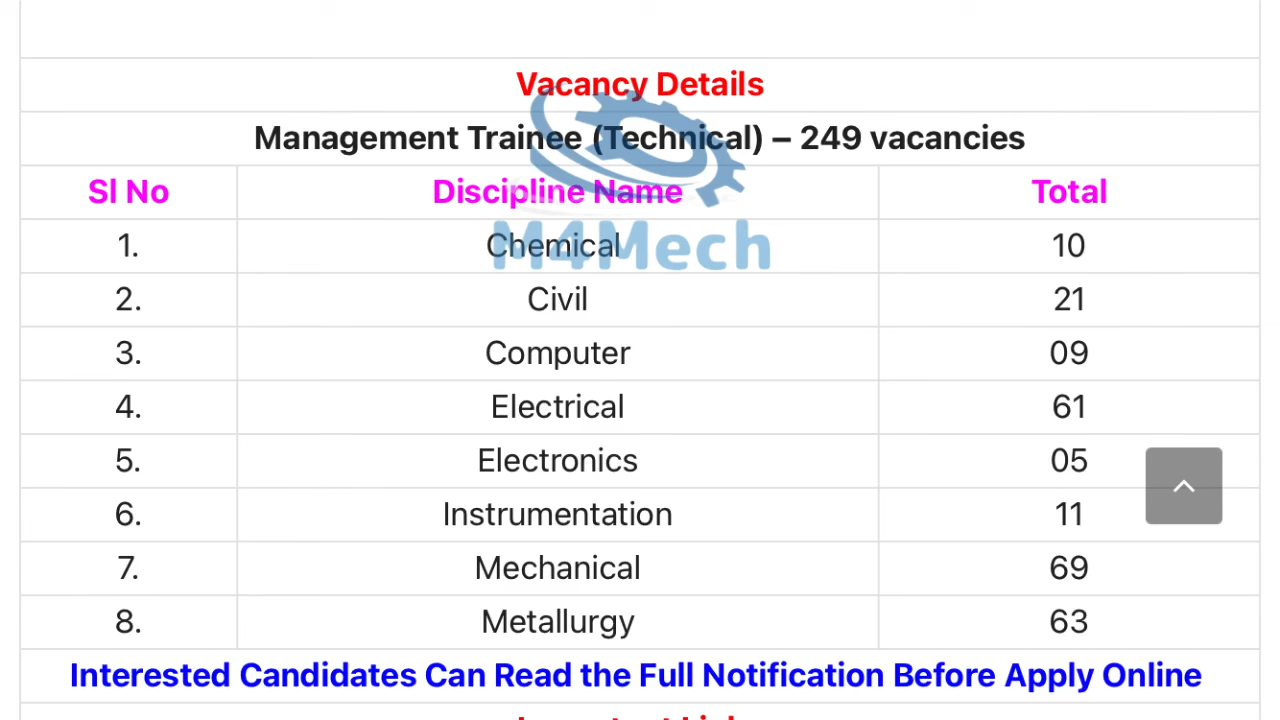 Vacancy Details
Management Trainee (Technical) – 249 vacancies
Sl No Discipline Name Total
M4Mech
1. Chemical 10
2. Civil 21
3. Computer 09
4. Electrical 61
5. Electronics 05
6. Instrumentation 11
7. Mechanical 69
8. Metallurgy 63
Interested Candidates Can Read the Full Notification Before Apply Online